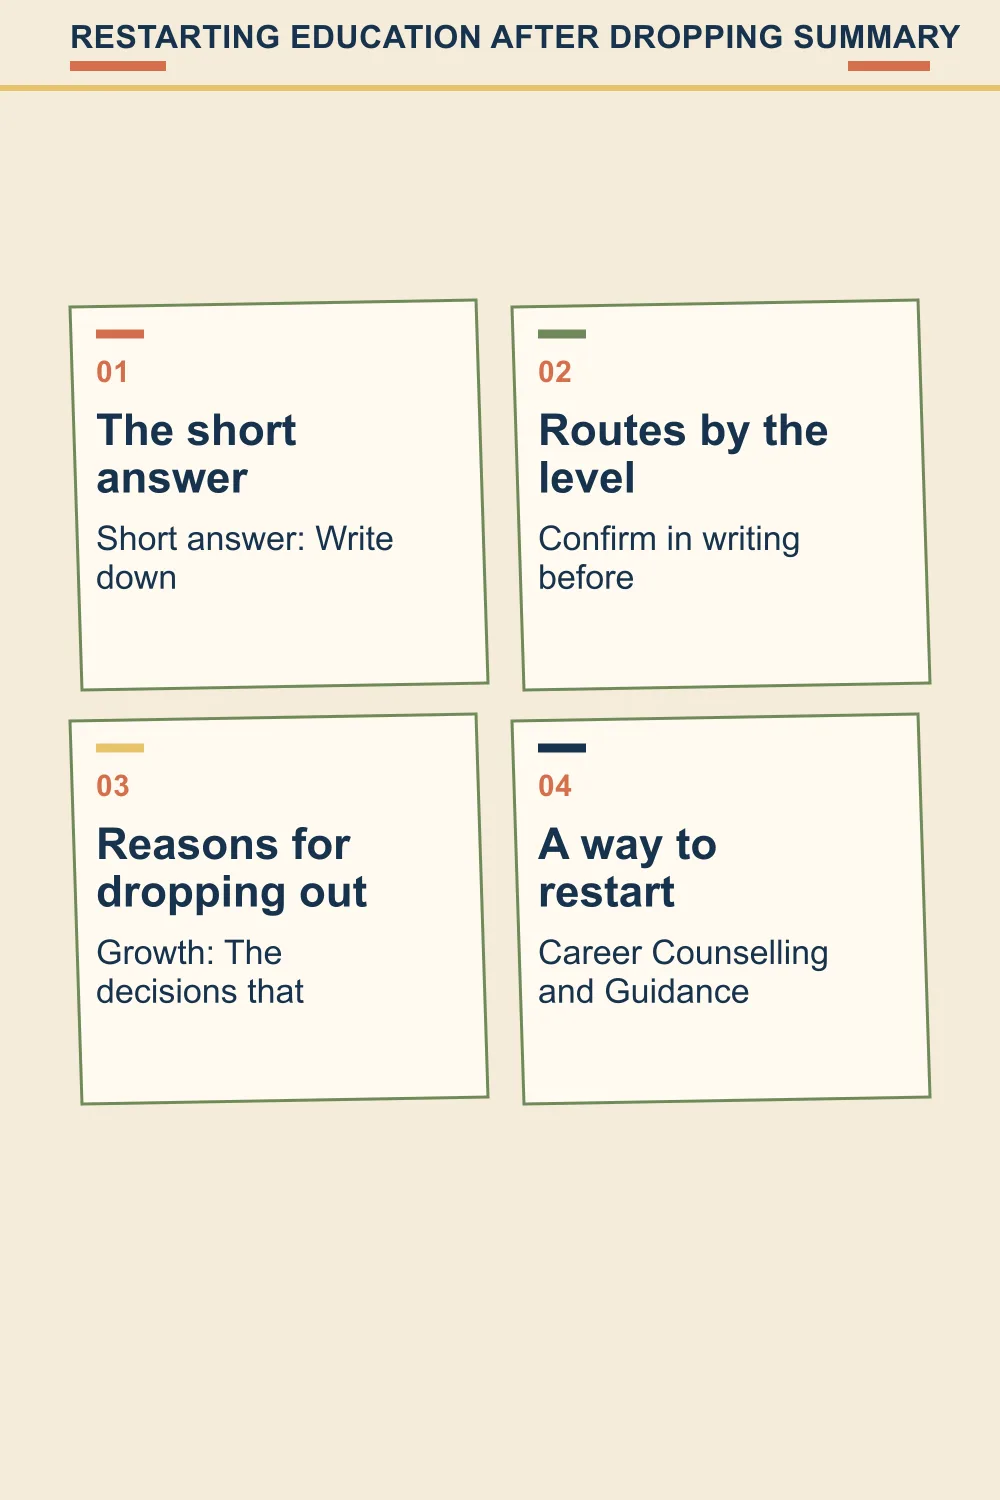 RESTARTING EDUCATION AFTER DROPPING SUMMARY
01
The short
answer
Short answer: Write
down
02
Routes by the
level
Confirm in writing
before
03
Reasons for
dropping out
Growth: The
decisions that
04
A way to
restart
Career Counselling
and Guidance